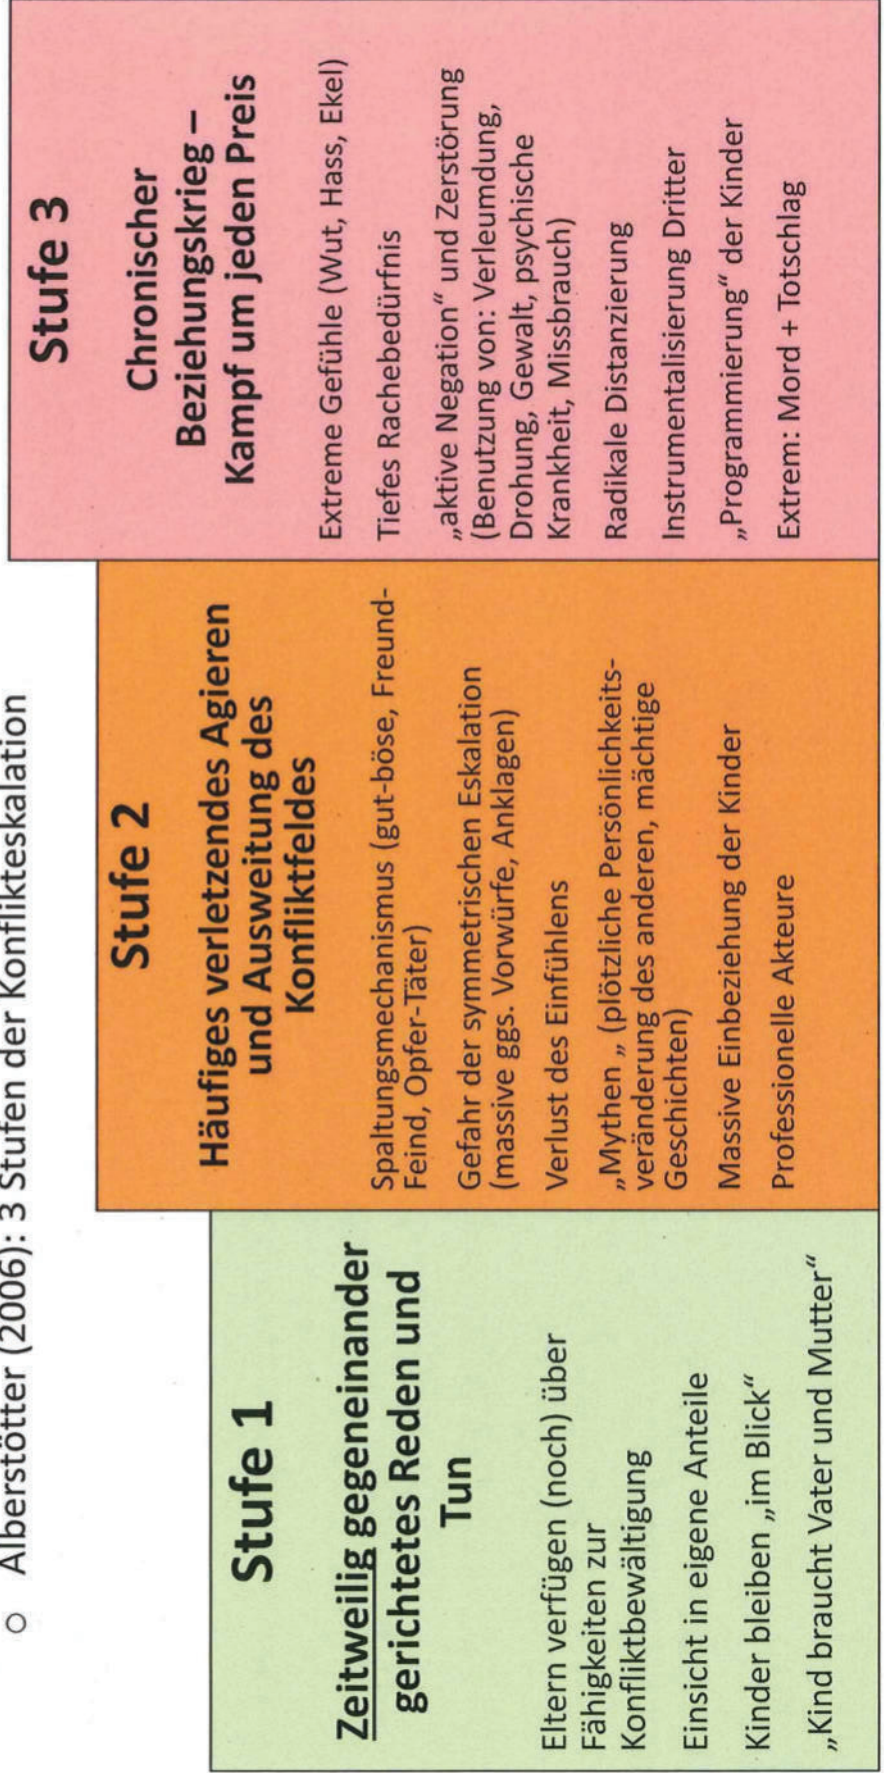 ○ Alberstötter (2006): 3 Stufen der Konflikteskalation
Stufe 1
Zeitweilig gegeneinander
gerichtetes Reden und
Tun
Eltern verfügen (noch) über
Fähigkeiten zur
Konfliktbewältigung
Einsicht in eigene Anteile
Kinder bleiben „im Blick“
„Kind braucht Vater und Mutter“
Stufe 2
Häufiges verletzendes Agieren
und Ausweitung des
Konfliktfeldes
Spaltungsmechanismus (gut-böse, Freund-
Feind, Opfer-Täter)
Gefahr der symmetrischen Eskalation
(massive ggs. Vorwürfe, Anklagen)
Verlust des Einfühlens
„Mythen „ (plötzliche Persönlichkeits-
veränderung des anderen, mächtige
Geschichten)
Massive Einbeziehung der Kinder
Professionelle Akteure
Stufe 3
Chronischer
Beziehungskrieg –
Kampf um jeden Preis
Extreme Gefühle (Wut, Hass, Ekel)
Tiefes Rachebedürfnis
„aktive Negation“ und Zerstörung
(Benutzung von: Verleumdung,
Drohung, Gewalt, psychische
Krankheit, Missbrauch)
Radikale Distanzierung
Instrumentalisierung Dritter
„Programmierung“ der Kinder
Extrem: Mord + Totschlag